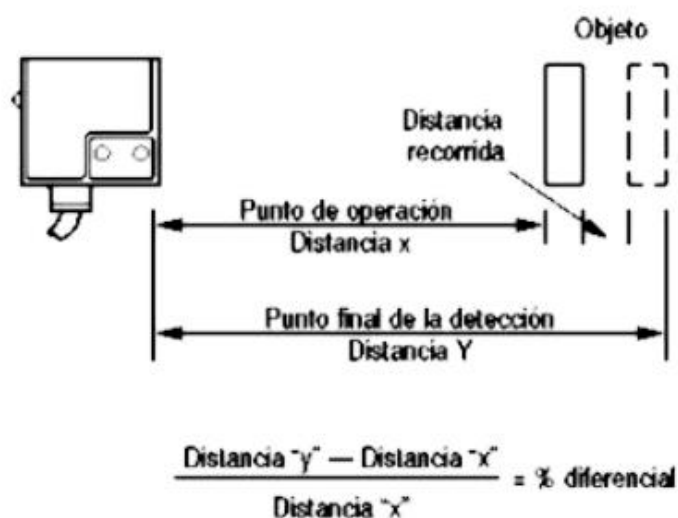 Objeto
Distancia
recorrida
Punto de operación
Distancia x
Punto final de la detección
Distancia Y
Distancia "y" — Distancia "x"
= % diferencial
Distancia "x"